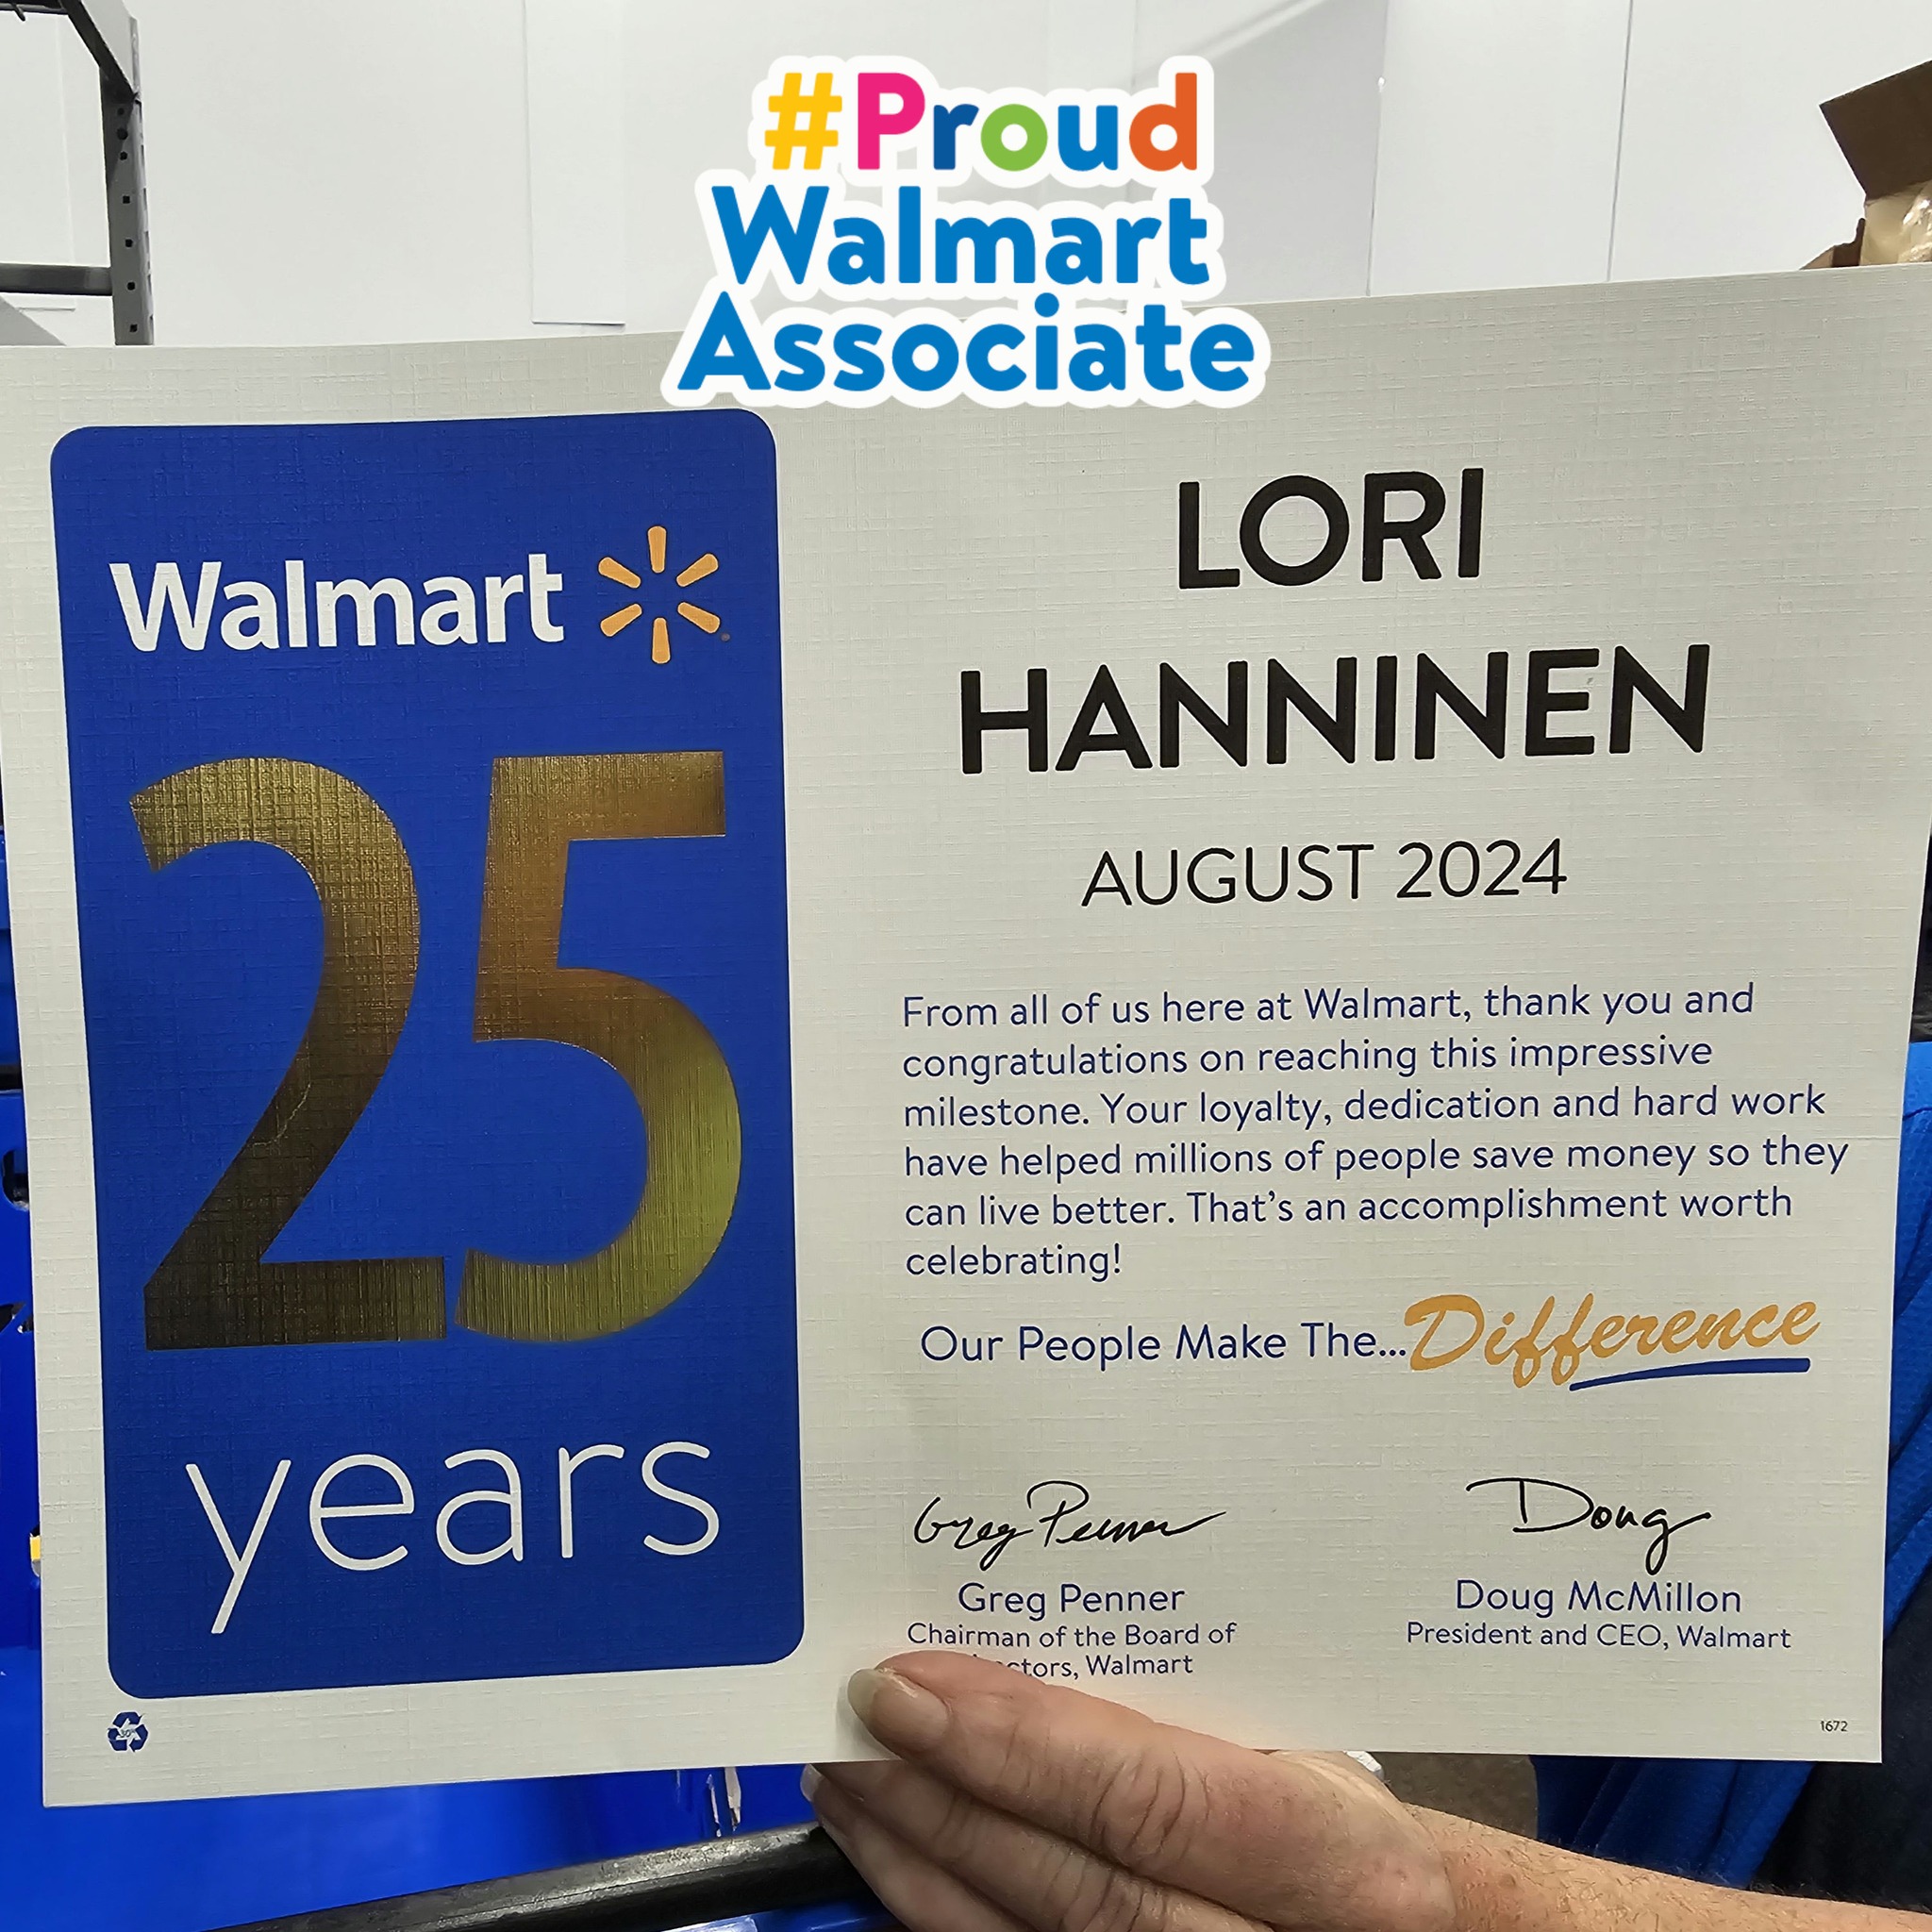 #Proud
Walmart
Associate
Walmart
25
years
LORI
HANNINEN
AUGUST 2024
From all of us here at Walmart, thank you and
congratulations on reaching this impressive
milestone. Your loyalty, dedication and hard work
have helped millions of people save money so they
can live better. That's an accomplishment worth
celebrating!
Our People Make The...Difference
Greg Penner
Greg Penner
Chairman of the Board of
ctors, Walmart
Doug
Doug McMillon
President and CEO, Walmart
1672